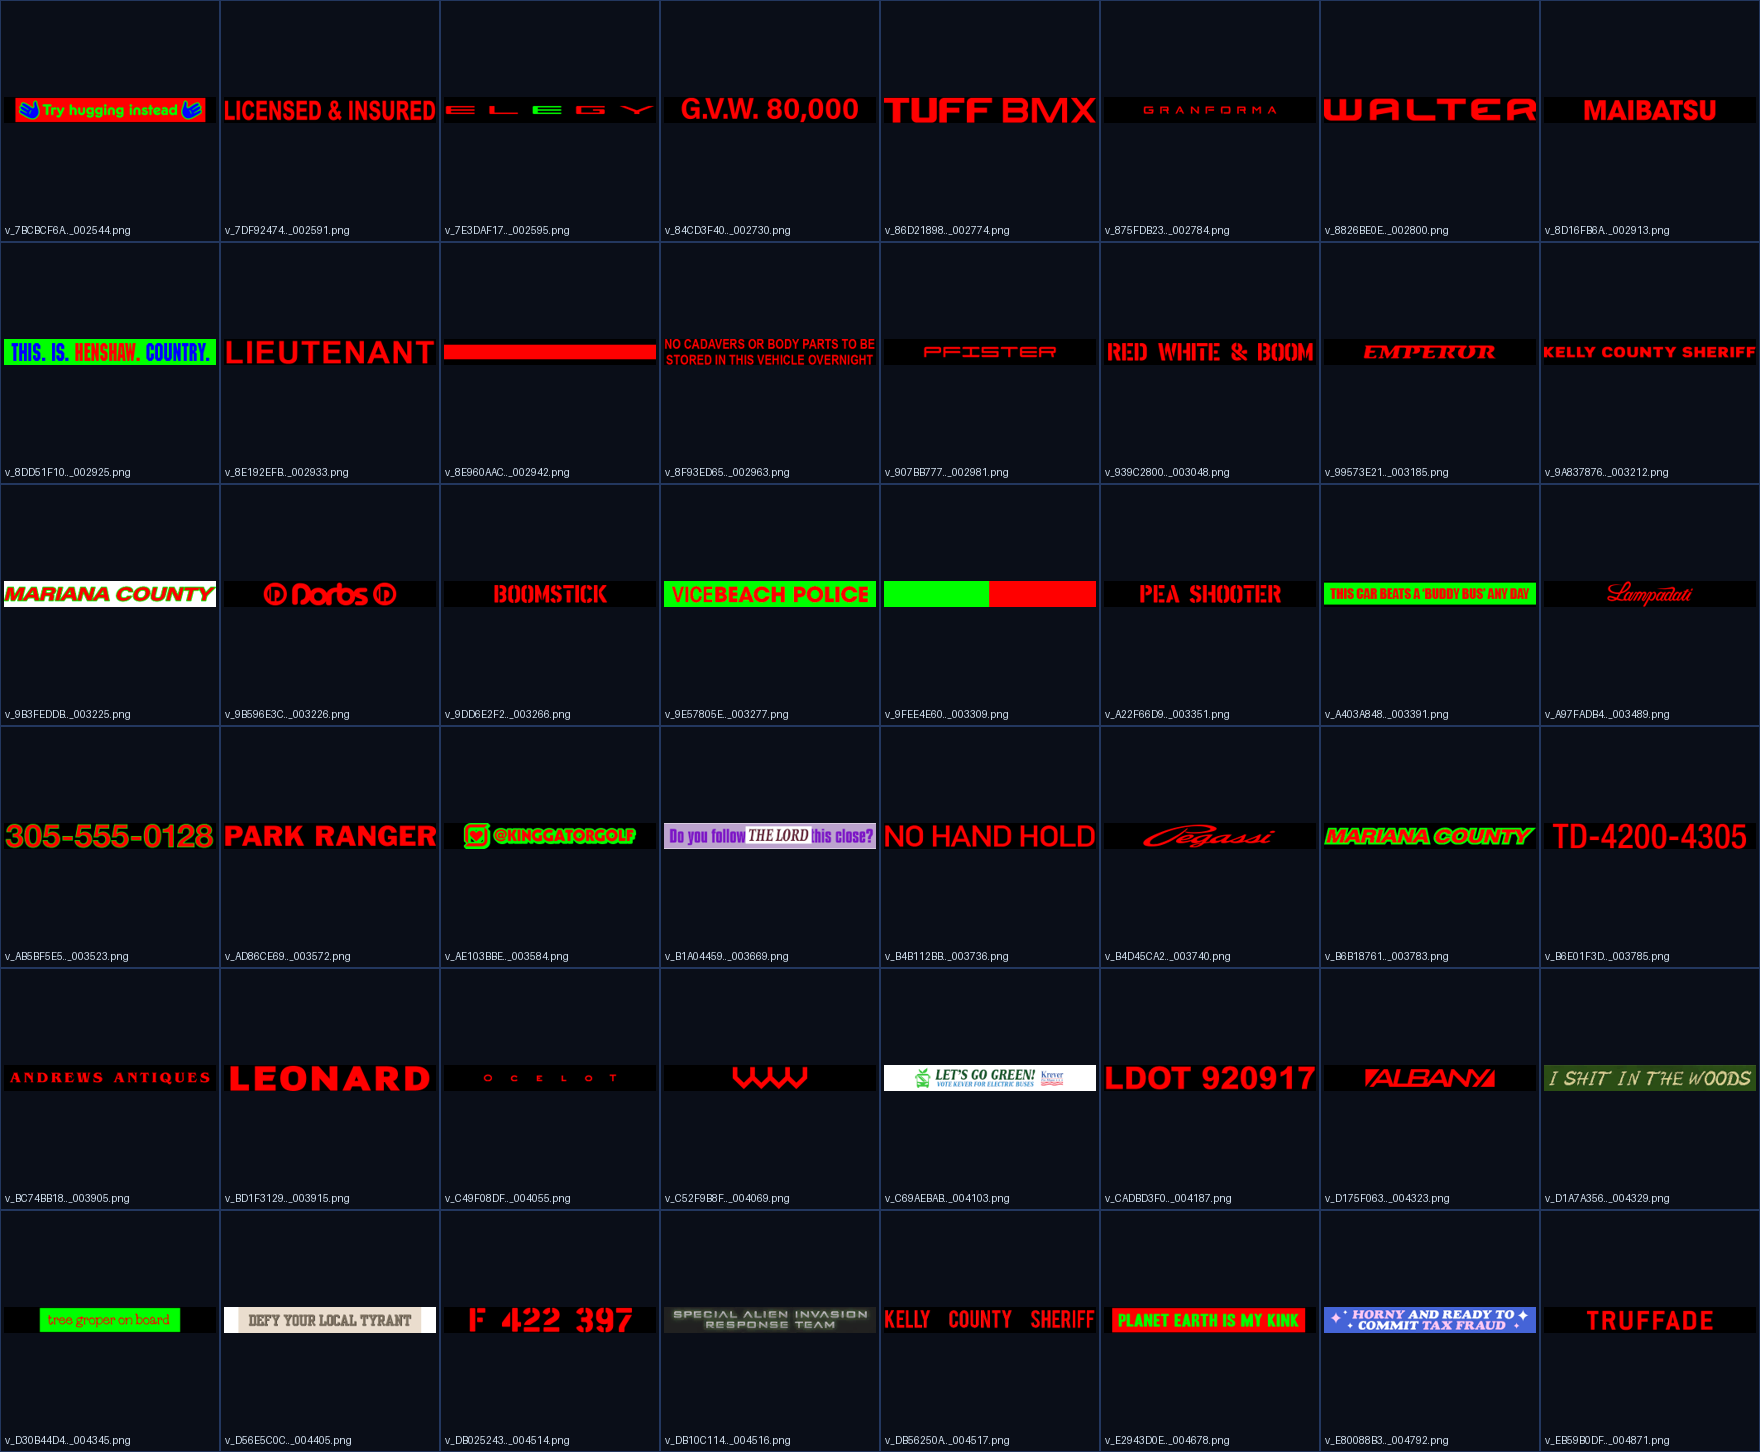 Try hugging instead
LICENSED & INSURED
ELEGY
G.V.W. 80,000
TUFF BMX
GRANFORMA
WALTER
MAIBATSU
v_7BCBCF6A.._002544.png
v_7DF92474.._002591.png
v_7E3DAF17.._002595.png
v_84CD3F40.._002730.png
v_86D21898.._002774.png
v_875FDB23.._002784.png
v_8826BE0E.._002800.png
v_8D16FB6A.._002913.png
THIS. IS. HENSHAW. COUNTRY.
LIEUTENANT
NO CADAVERS OR BODY PARTS TO BE
STORED IN THIS VEHICLE OVERNIGHT
PFISTER
RED WHITE & BOOM
EMPEROR
KELLY COUNTY SHERIFF
v_8DD51F10.._002925.png
v_8E192EFB.._002933.png
v_8E960AAC.._002942.png
v_8F93ED65.._002963.png
v_907BB777.._002981.png
v_939C2800.._003048.png
v_99573E21.._003185.png
v_9A837876.._003212.png
MARIANA COUNTY
Dorbs
BOOMSTICK
VICE BEACH POLICE
PEA SHOOTER
THIS CAR BEATS A 'BUDDY BUS' ANY DAY
Lampadati
v_9B3FEDDB.._003225.png
v_9B596E3C.._003226.png
v_9DD6E2F2.._003266.png
v_9E57805E.._003277.png
v_9FEE4E60.._003309.png
v_A22F66D9.._003351.png
v_A403A848.._003391.png
v_A97FADB4.._003489.png
305-555-0128
PARK RANGER
@KINGGATORGOLF
Do you follow THE LORD this close?
NO HAND HOLD
Pegassi
MARIANA COUNTY
TD-4200-4305
v_AB5BF5E5.._003523.png
v_AD86CE69.._003572.png
v_AE103BBE.._003584.png
v_B1A04459.._003669.png
v_B4B112BB.._003736.png
v_B4D45CA2.._003740.png
v_B6B18761.._003783.png
v_B6E01F3D.._003785.png
ANDREWS ANTIQUES
LEONARD
OCELOT
LET'S GO GREEN!
VOTE KEVER FOR ELECTRIC BUSES
Krever
LDOT 920917
ALBANY
I SHIT IN THE WOODS
v_BC74BB18.._003905.png
v_BD1F3129.._003915.png
v_C49F08DF.._004055.png
v_C52F9B8F.._004069.png
v_C69AEBAB.._004103.png
v_CADBD3F0.._004187.png
v_D175F063.._004323.png
v_D1A7A356.._004329.png
tree groper on board
DEFY YOUR LOCAL TYRANT
F 422 397
SPECIAL ALIEN INVASION
RESPONSE TEAM
KELLY COUNTY SHERIFF
PLANET EARTH IS MY KINK
HORNY AND READY TO
COMMIT TAX FRAUD
TRUFFADE
v_D30B44D4.._004345.png
v_D56E5C0C.._004405.png
v_DB025243.._004514.png
v_DB10C114.._004516.png
v_DB56250A.._004517.png
v_E2943D0E.._004678.png
v_E80088B3.._004792.png
v_EB59B0DF.._004871.png